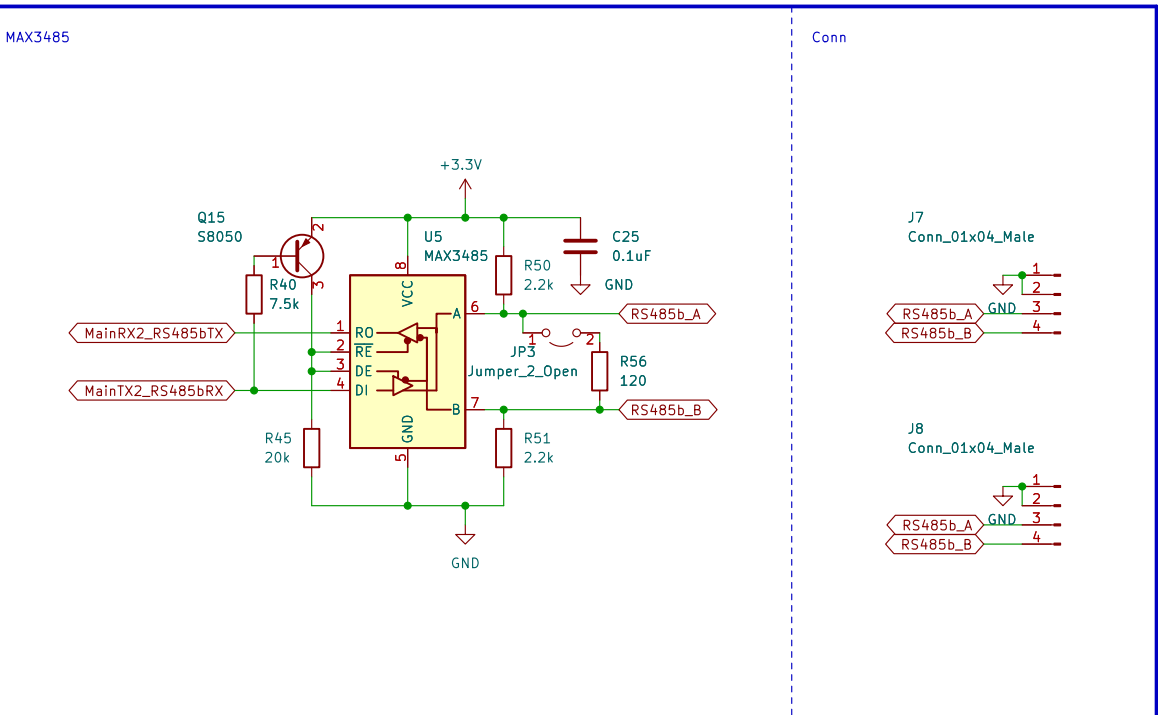 MAX3485
Conn
+3.3V
Q15
S8050
2
1
3
R40
7.5k
U5
MAX3485
8
VCC
R50
2.2k
C25
0.1uF
GND
MainRX2_RS485bTX
MainTX2_RS485bRX
1
RO
2
RE
3
DE
4
DI
A
6
B
7
GND
5
RS485b_A
1
2
JP3
Jumper_2_Open
R56
120
RS485b_B
R45
20k
R51
2.2k
GND
J7
Conn_01x04_Male
1
2
GND
3
RS485b_A
4
RS485b_B
J8
Conn_01x04_Male
1
2
GND
3
RS485b_A
4
RS485b_B